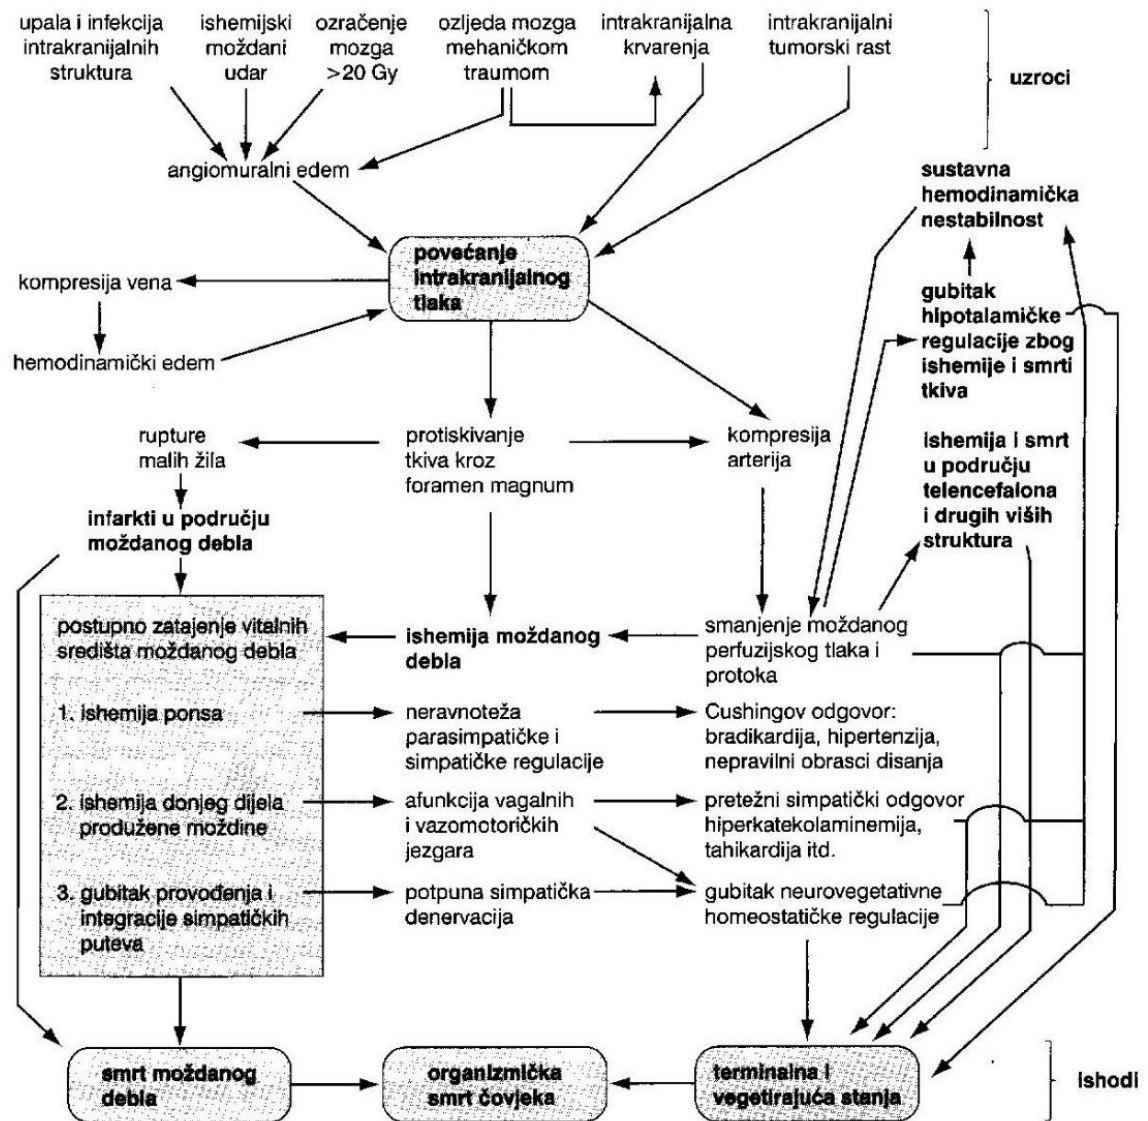 upala i infekcija
intrakranijalnih
struktura
ishemijski
moždani
udar
ozračenje
mozga
>20 Gy
ozljeda mozga
mehaničkom
traumom
intrakranijalna
krvarenja
intrakranijalni
tumorski rast
uzroci
angiomuralni edem
sustavna
hemodinamička
nestabilnost
povećanje
intrakranijalnog
tlaka
kompresija vena
gubitak
hipotalamičke
regulacije zbog
ishemije i smrti
tkiva
hemodinamički edem
rupture
malih žila
protiskivanje
tkiva kroz
foramen magnum
kompresija
arterija
ishemija i smrt
u području
telencefalona
i drugih viših
struktura
infarkti u području
moždanog debla
postupno zatajenje vitalnih
središta moždanog debla
ishemija moždanog
debla
smanjenje moždanog
perfuzijskog tlaka i
protoka
1. ishemija ponsa
neravnoteža
parasimpatičke i
simpatičke regulacije
Cushingov odgovor:
bradikardija, hipertenzija,
nepravilni obrasci disanja
2. ishemija donjeg dijela
produžene moždine
afunkcija vagalnih
i vazomotoričkih
jezgara
pretežni simpatički odgovor
hiperkatekolaminemija,
tahikardija itd.
3. gubitak provođenja i
integracije simpatičkih
puteva
potpuna simpatička
denervacija
gubitak neurovegetativne
homeostatičke regulacije
smrt moždanog
debla
organizmička
smrt čovjeka
terminalna i
vegetirajuća stanja
ishodi